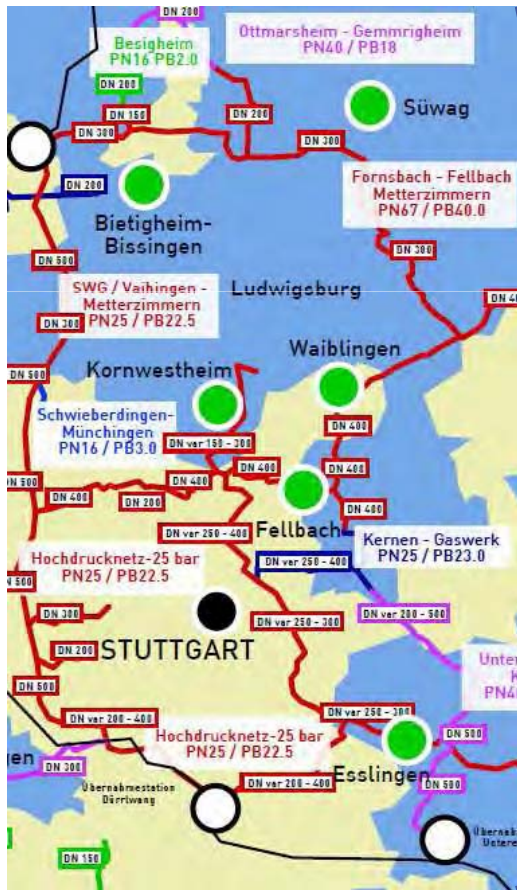 DN 200
Besigheim
PN16 PB2.0
Ottmarsheim - Gemmrigheim
PN40 / PB18
DN 200
DN 150
DN 200
DN 300
DN 300
Süwag
DN 200
Bietigheim-
Bissingen
Fornsbach - Fellbach
Metterzimmern
PN67 / PB40.0
DN 300
DN 500
SWG / Vaihingen -
Metterzimmern
PN25 / PB22.5
Ludwigsburg
DN 300
Waiblingen
Kornwestheim
DN 500
Schwieberdingen-
Münchingen
PN16 / PB3.0
DN var 150 - 300
DN 400
DN 400
DN 400
DN 400
DN 500
DN 400
DN 200
DN 400
Fellbach
DN var 250 - 400
Kernen - Gaswerk
PN25 / PB23.0
Hochdrucknetz-25 bar
PN25 / PB22.5
DN var 250 - 400
DN 500
DN 300
DN var 250 - 300
DN var 200 - 500
STUTTGART
DN 200
DN 500
DN var 200 - 400
DN var 250 - 300
Hochdrucknetz-25 bar
PN25 / PB22.5
DN 500
DN 300
Esslingen
DN var 200 - 400
DN 500
Übernahmestation
Dürrlwang
DN 150